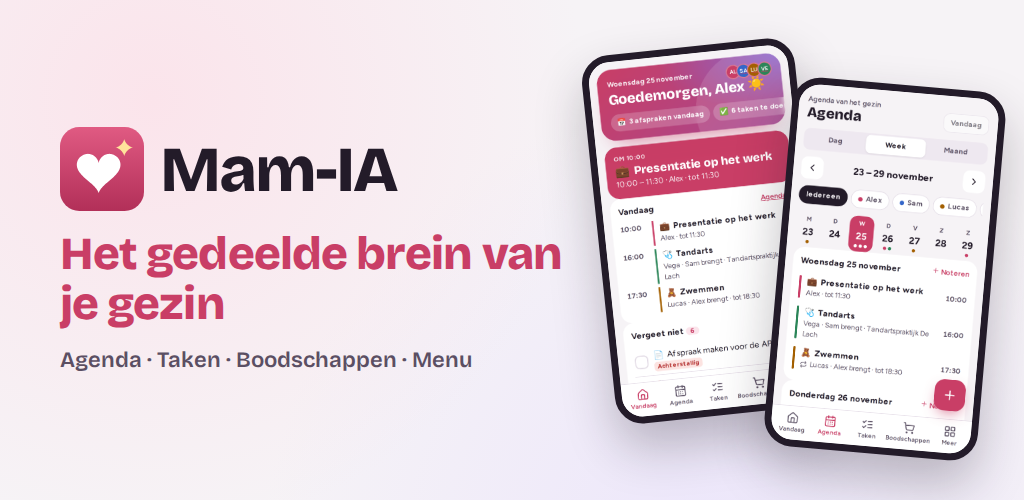 Mam-IA
Het gedeelde brein van
je gezin
Agenda · Taken · Boodschappen · Menu
Woensdag 25 november
Goedemorgen, Alex ☀️
📅 3 afspraken vandaag
✅ 6 taken te doe
OM 10:00
💼 Presentatie op het werk
10:00 – 11:30 · Alex · tot 11:30
Vandaag
10:00
💼 Presentatie op het werk
Alex · tot 11:30
16:00
🩺 Tandarts
Vega · Sam brengt · Tandartspraktijk
Lach
17:30
🧸 Zwemmen
Lucas · Alex brengt · tot 18:30
Vergeet niet 6
📄 Afspraak maken voor de
Achterstallig
Vandaag
Agenda
Taken
Agenda van het gezin
Agenda
Vandaag
Dag
Week
Maand
23 – 29 november
Iedereen
Alex
Sam
Lucas
M D W D V Z Z
23 24 25 26 27 28 29
Woensdag 25 november
+ Noteren
💼 Presentatie op het werk
10:00
Alex · tot 11:30
🩺 Tandarts
Vega · Sam brengt · Tandartspraktijk De
Lach
16:00
🧸 Zwemmen
17:30
Lucas · Alex brengt · tot 18:30
Donderdag 26 november
+
Vandaag
Agenda
Taken
Boodschappen
Meer